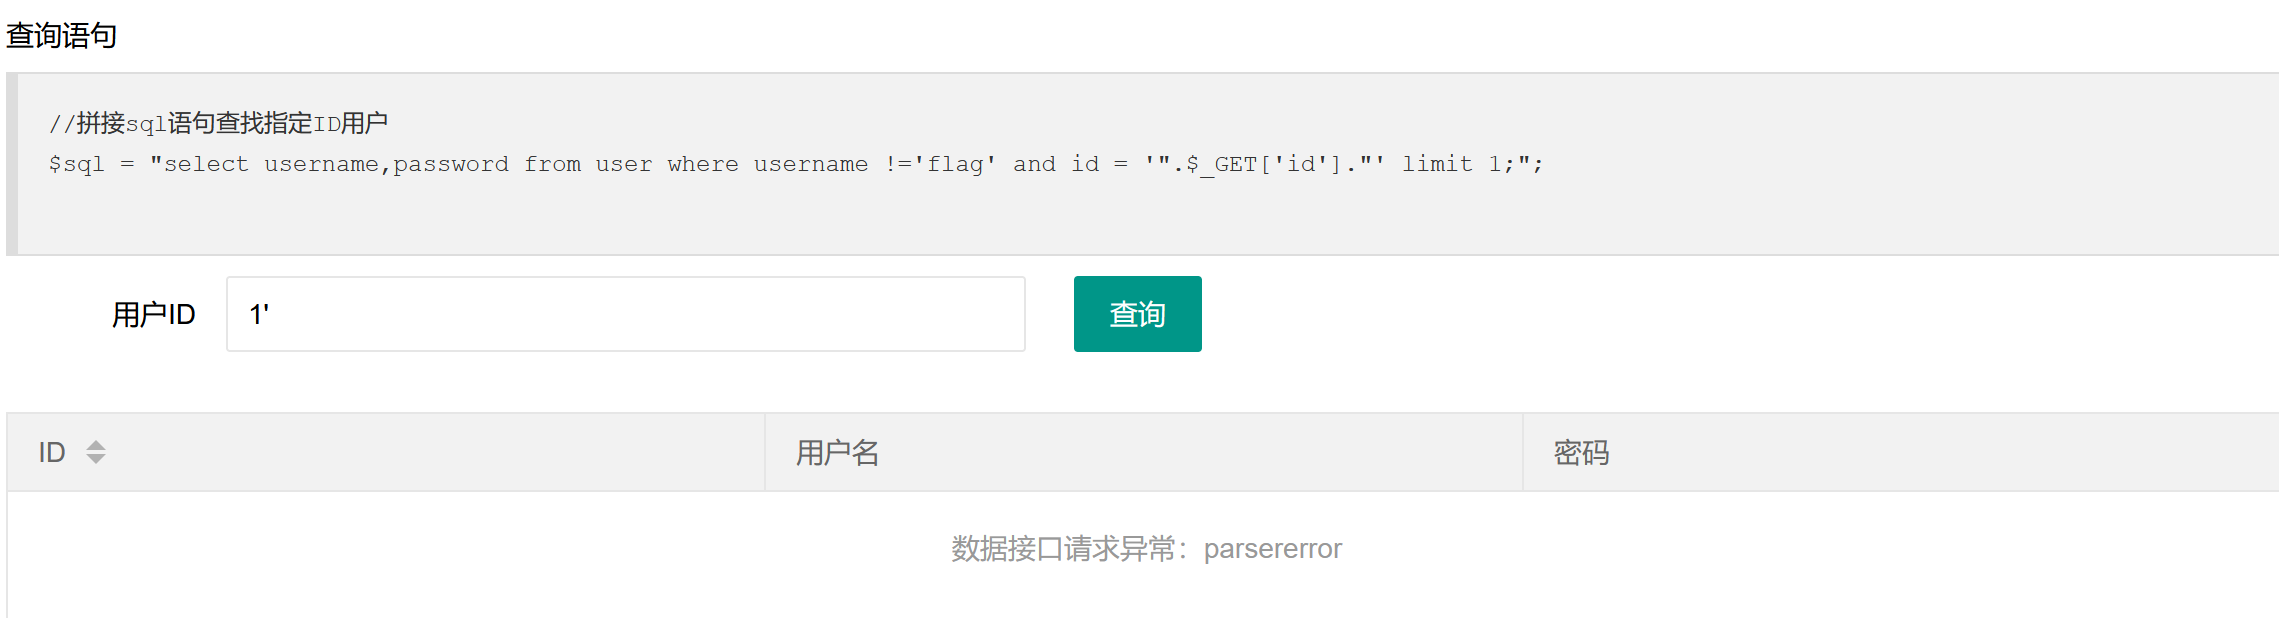 查询语句
//拼接sql语句查找指定ID用户
$sql = "select username,password from user where username !='flag' and id = '".$_GET['id']."' limit 1;";
用户ID 1' 查询
ID 用户名 密码
数据接口请求异常：parsererror